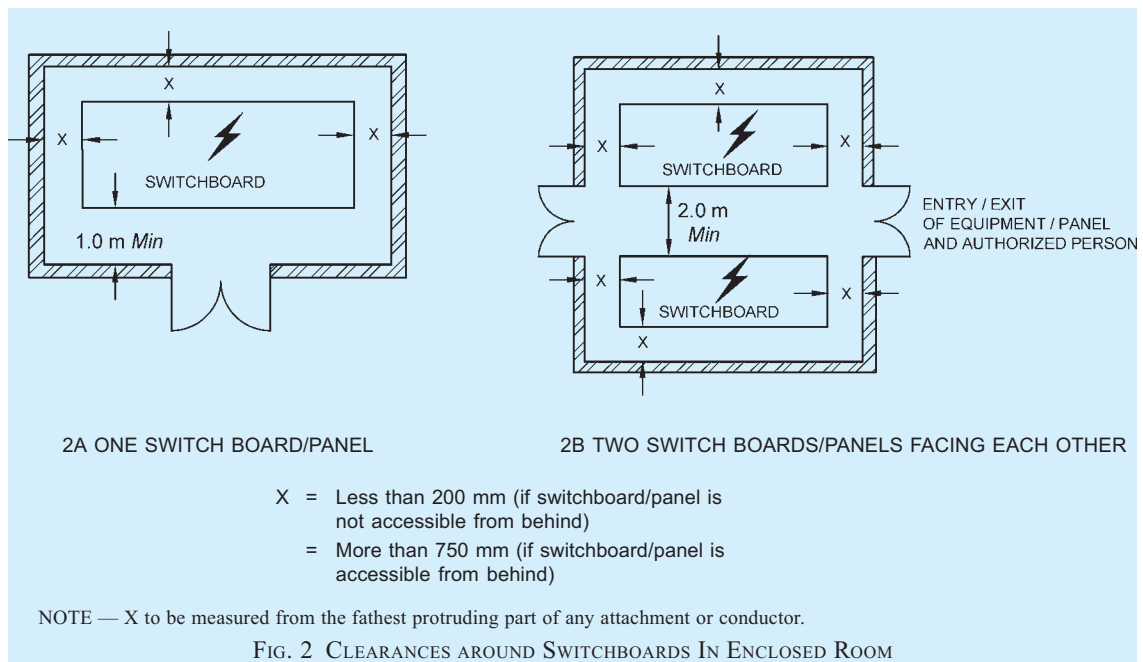 X
X
X
SWITCHBOARD
1.0 m Min
X
X
X
SWITCHBOARD
2.0 m
Min
ENTRY / EXIT
OF EQUIPMENT / PANEL
AND AUTHORIZED PERSON
X
X
SWITCHBOARD
X
2A ONE SWITCH BOARD/PANEL
2B TWO SWITCH BOARDS/PANELS FACING EACH OTHER
X = Less than 200 mm (if switchboard/panel is
not accessible from behind)
= More than 750 mm (if switchboard/panel is
accessible from behind)
NOTE — X to be measured from the fathest protruding part of any attachment or conductor.
FIG. 2 CLEARANCES AROUND SWITCHBOARDS IN ENCLOSED ROOM